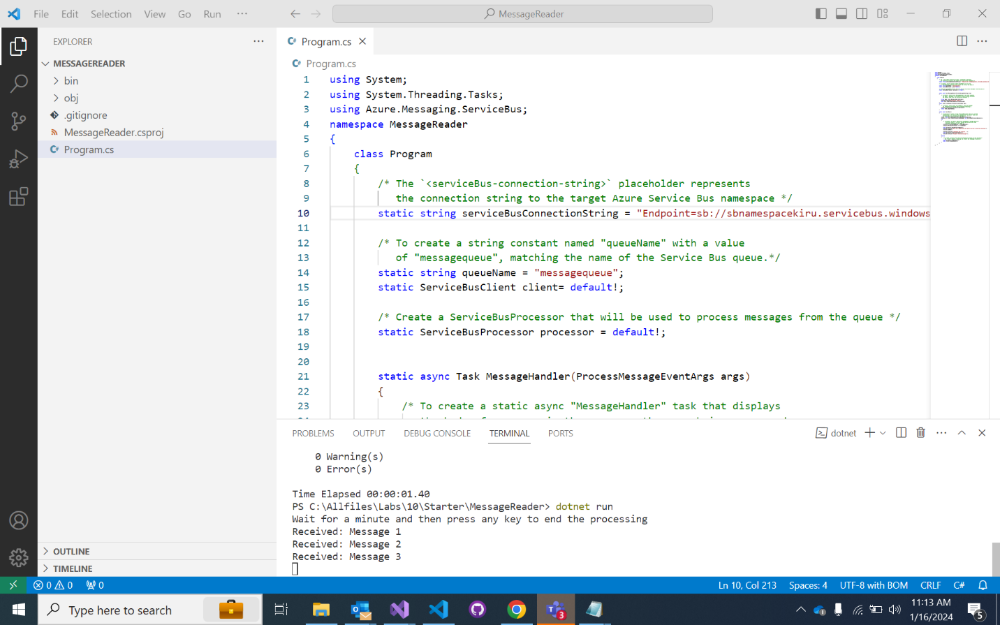 File Edit Selection View Go Run ···
MessageReader
EXPLORER
MESSAGEREADER
bin
obj
.gitignore
MessageReader.csproj
Program.cs
OUTLINE
TIMELINE
Program.cs
Program.cs
1 using System;
2 using System.Threading.Tasks;
3 using Azure.Messaging.ServiceBus;
4 namespace MessageReader
5 {
6 class Program
7 {
8 /* The `<serviceBus-connection-string>` placeholder represents
9 the connection string to the target Azure Service Bus namespace */
10 static string serviceBusConnectionString = "Endpoint=sb://sbnamespacekiru.servicebus.windows
11
12 /* To create a string constant named "queueName" with a value
13 of "messagequeue", matching the name of the Service Bus queue.*/
14 static string queueName = "messagequeue";
15 static ServiceBusClient client= default!;
16
17 /* Create a ServiceBusProcessor that will be used to process messages from the queue */
18 static ServiceBusProcessor processor = default!;
19
20
21 static async Task MessageHandler(ProcessMessageEventArgs args)
22 {
23 /* To create a static async "MessageHandler" task that displays
PROBLEMS OUTPUT DEBUG CONSOLE TERMINAL PORTS
dotnet
0 Warning(s)
0 Error(s)
Time Elapsed 00:00:01.40
PS C:\Allfiles\Labs\10\Starter\MessageReader> dotnet run
Wait for a minute and then press any key to end the processing
Received: Message 1
Received: Message 2
Received: Message 3
0 0 0
Ln 10, Col 213 Spaces: 4 UTF-8 with BOM CRLF C#
Type here to search
3
11:13 AM
1/16/2024
5